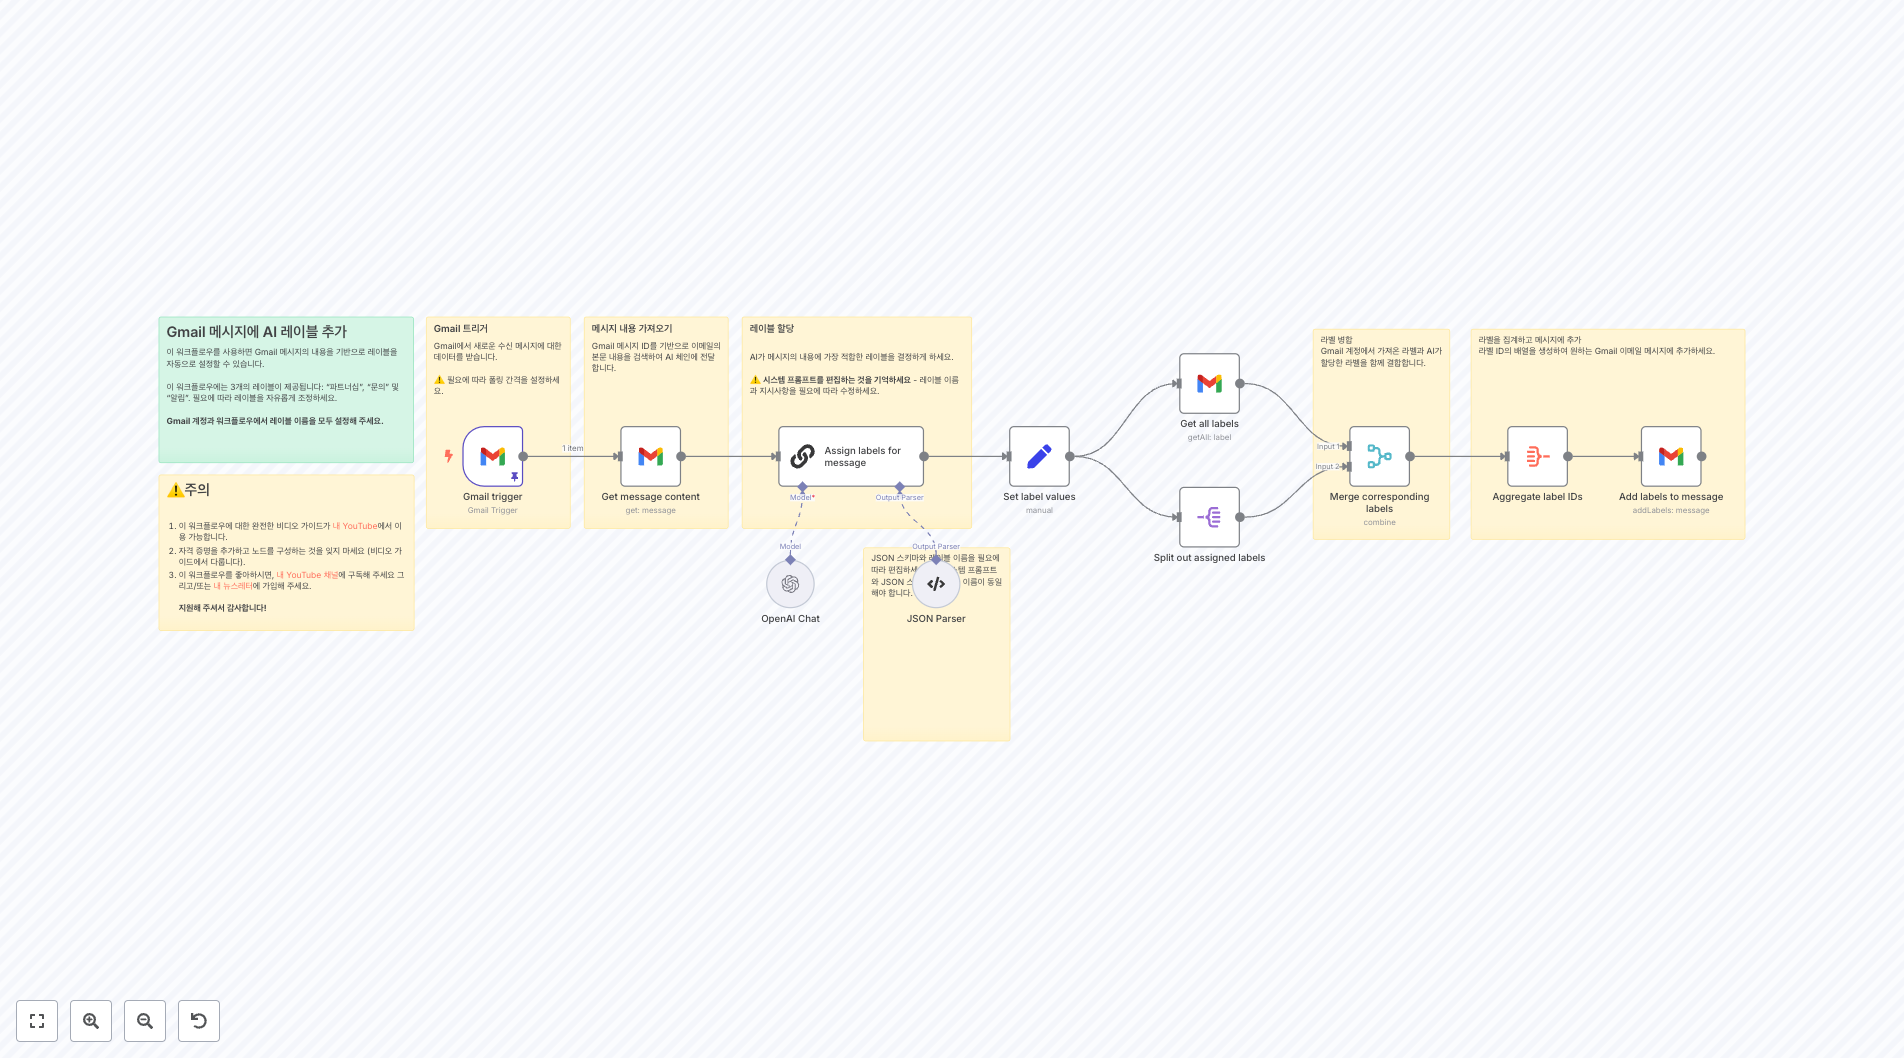 Gmail 메시지에 AI 레이블 추가
이 워크플로우를 사용하면 Gmail 메시지의 내용을 기반으로 레이블을
자동으로 설정할 수 있습니다.
이 워크플로우에는 3개의 레이블이 제공됩니다: “파트너십”, “문의” 및
“알림”. 필요에 따라 레이블을 자유롭게 조정하세요.
Gmail 계정과 워크플로우에서 레이블 이름을 모두 설정해 주세요.
⚠️주의
1. 이 워크플로우에 대한 완전한 비디오 가이드가 내 YouTube에서 이
용 가능합니다.
2. 자격 증명을 추가하고 노드를 구성하는 것을 잊지 마세요 (비디오 가
이드에서 다룹니다).
3. 이 워크플로우를 좋아하시면, 내 YouTube 채널에 구독해 주세요 그
리고/또는 내 뉴스레터에 가입해 주세요.
지원해 주셔서 감사합니다!
Gmail 트리거
Gmail에서 새로운 수신 메시지에 대한
데이터를 받습니다.
⚠️ 필요에 따라 폴링 간격을 설정하세
요.
1 item
Gmail trigger
Gmail Trigger
메시지 내용 가져오기
Gmail 메시지 ID를 기반으로 이메일의
본문 내용을 검색하여 AI 체인에 전달
합니다.
Get message content
get: message
레이블 할당
AI가 메시지의 내용에 가장 적합한 레이블을 결정하게 하세요.
⚠️ 시스템 프롬프트를 편집하는 것을 기억하세요 - 레이블 이름
과 지시사항을 필요에 따라 수정하세요.
Assign labels for
message
Model*
Output Parser
Model
Output Parser
OpenAI Chat
JSON 스키마와 레이블 이름을 필요에
따라 편집하세 템 프롬프트
와 JSON 스 이름이 동일
해야 합니다.
JSON Parser
Set label values
manual
Get all labels
getAll: label
Split out assigned labels
라벨 병합
Gmail 계정에서 가져온 라벨과 AI가
할당한 라벨을 함께 결합합니다.
Input 1
Input 2
Merge corresponding
labels
combine
라벨을 집계하고 메시지에 추가
라벨 ID의 배열을 생성하여 원하는 Gmail 이메일 메시지에 추가하세요.
Aggregate label IDs
Add labels to message
addLabels: message